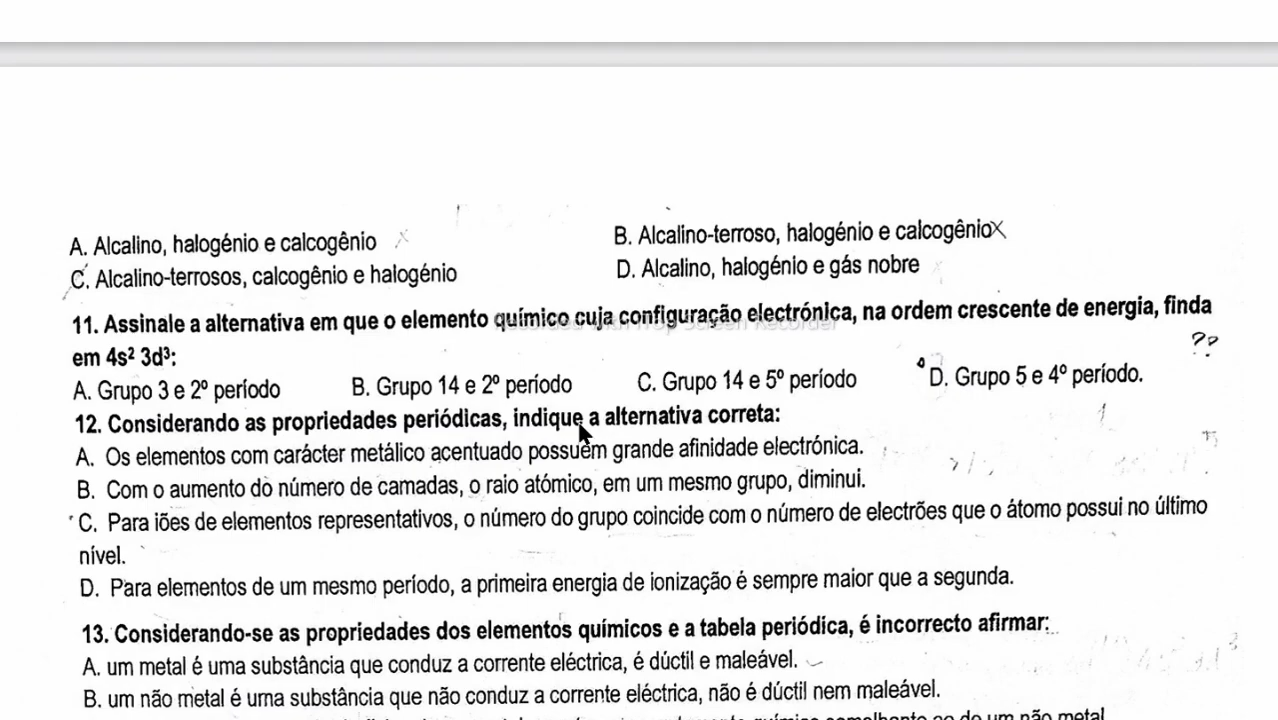 A. Alcalino, halogénio e calcogênio
B. Alcalino-terroso, halogénio e calcogênio
C. Alcalino-terrosos, calcogênio e halogénio
D. Alcalino, halogénio e gás nobre
11. Assinale a alternativa em que o elemento químico cuja configuração electrónica, na ordem crescente de energia, finda
em 4s² 3d³:
??
A. Grupo 3 e 2º período
B. Grupo 14 e 2º período
C. Grupo 14 e 5º período
D. Grupo 5 e 4º período.
12. Considerando as propriedades periódicas, indique a alternativa correta:
A. Os elementos com carácter metálico acentuado possuem grande afinidade electrónica.
B. Com o aumento do número de camadas, o raio atómico, em um mesmo grupo, diminui.
C. Para iões de elementos representativos, o número do grupo coincide com o número de electrões que o átomo possui no último
nível.
D. Para elementos de um mesmo período, a primeira energia de ionização é sempre maior que a segunda.
13. Considerando-se as propriedades dos elementos químicos e a tabela periódica, é incorrecto afirmar:
A. um metal é uma substância que conduz a corrente eléctrica, é dúctil e maleável.
B. um não metal é uma substância que não conduz a corrente eléctrica, não é dúctil nem maleável.